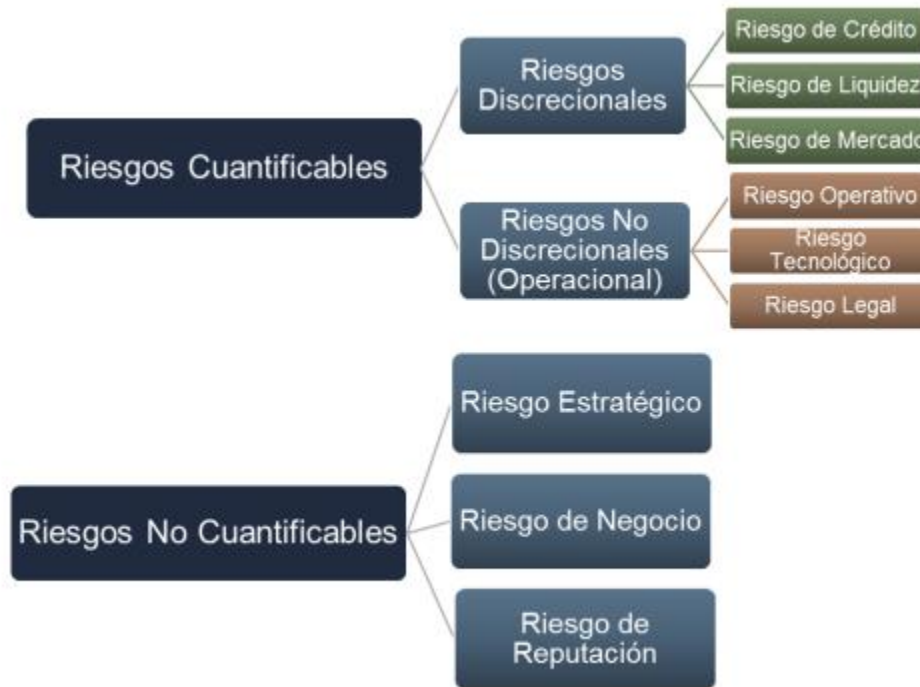 Riesgos Cuantificables
Riesgos
Discrecionales
Riesgo de Crédito
Riesgo de Liquidez
Riesgo de Mercado
Riesgos No
Discrecionales
(Operacional)
Riesgo Operativo
Riesgo
Tecnológico
Riesgo Legal
Riesgos No Cuantificables
Riesgo Estratégico
Riesgo de Negocio
Riesgo de
Reputación